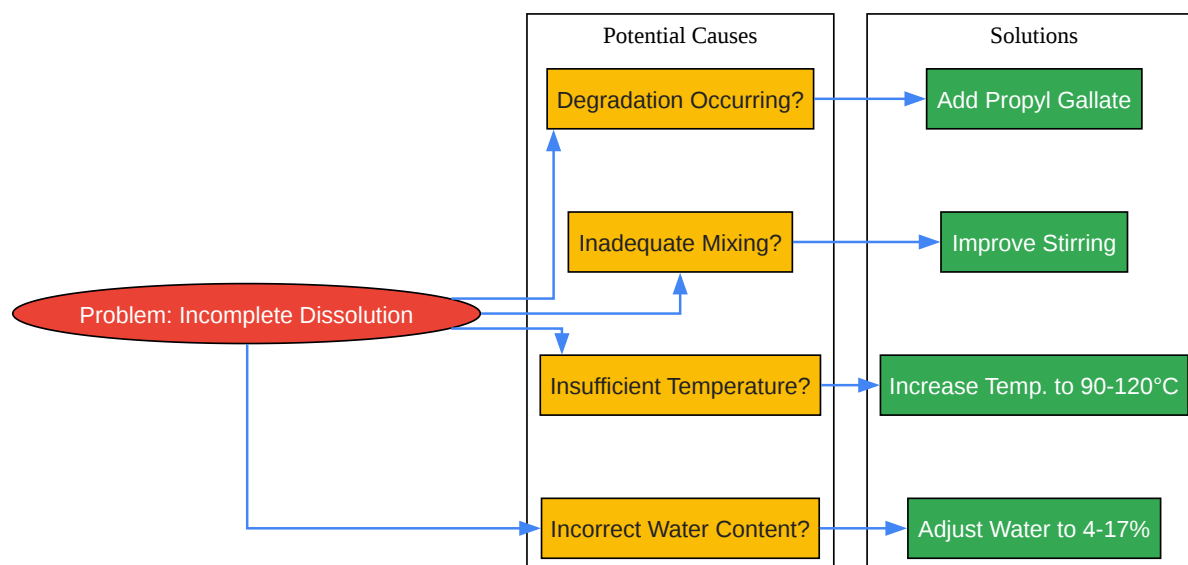 Potential Causes
Solutions
Degradation Occurring?
Add Propyl Gallate
Inadequate Mixing?
Improve Stirring
Problem: Incomplete Dissolution
Insufficient Temperature?
Increase Temp. to 90-120°C
Incorrect Water Content?
Adjust Water to 4-17%